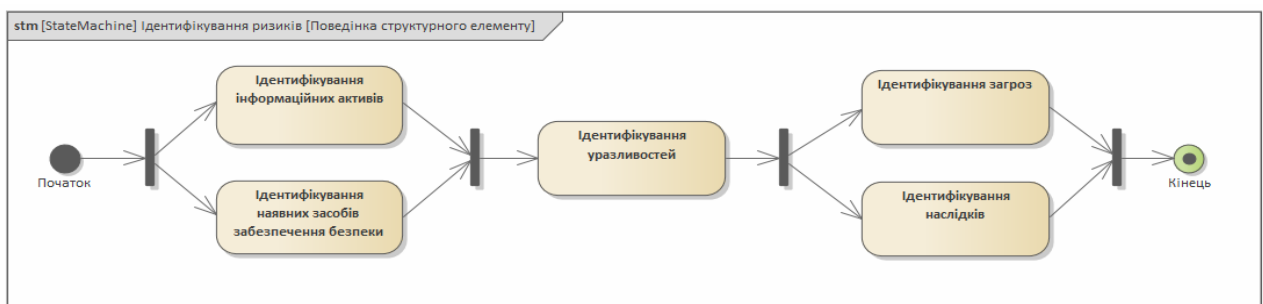 stm [StateMachine] Ідентифікування ризиків [Поведінка структурного елементу]
Початок
Ідентифікування
інформаційних активів
Ідентифікування
наявних засобів
забезпечення безпеки
Ідентифікування
уразливостей
Ідентифікування загроз
Ідентифікування
наслідків
Кінець